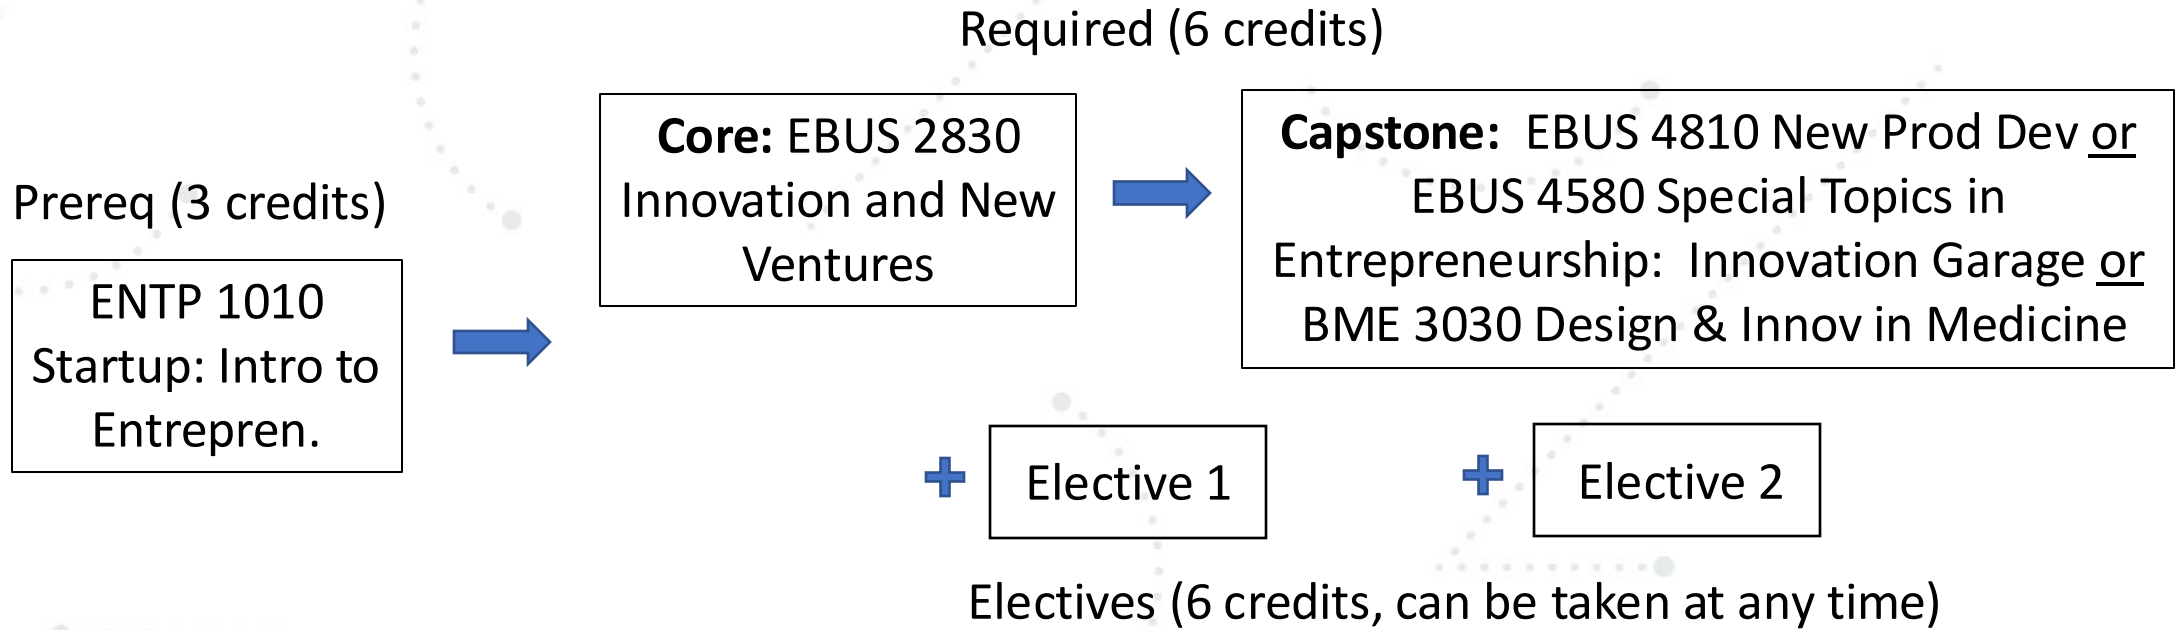 Required (6 credits)
Prereq (3 credits)
ENTP 1010
Startup: Intro to
Entrepren.
Core: EBUS 2830
Innovation and New
Ventures
Capstone:  EBUS 4810 New Prod Dev or
EBUS 4580 Special Topics in
Entrepreneurship:  Innovation Garage or
BME 3030 Design & Innov in Medicine
Elective 1
Elective 2
Electives (6 credits, can be taken at any time)